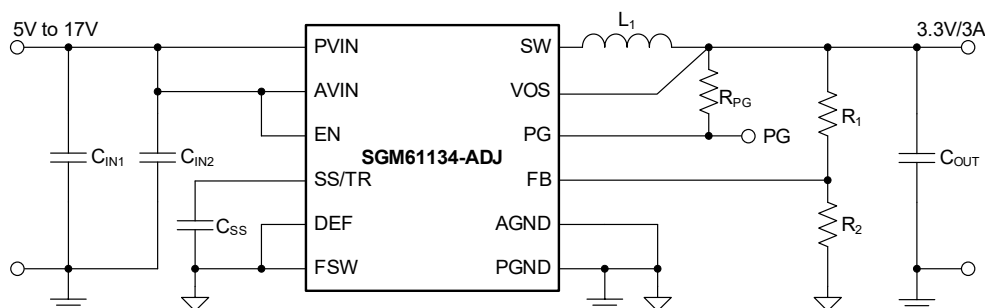 5V to 17V
L1
3.3V/3A
PVIN
SW
AVIN
VOS
RPG
R1
EN
PG
PG
SGM61134-ADJ
CIN1
CIN2
COUT
SS/TR
FB
CSS
DEF
AGND
R2
FSW
PGND